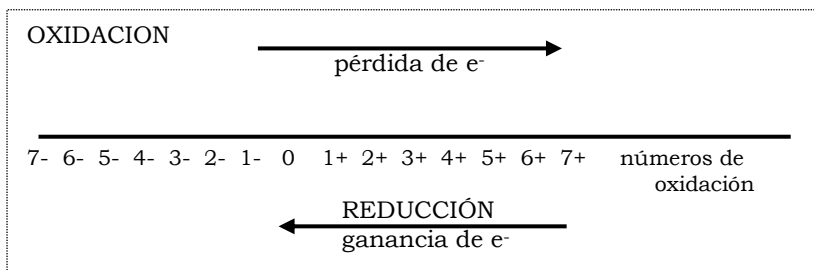 OXIDACION
pérdida de e-
7- 6- 5- 4- 3- 2- 1- 0 1+ 2+ 3+ 4+ 5+ 6+ 7+ números de
oxidación
REDUCCIÓN
ganancia de e-